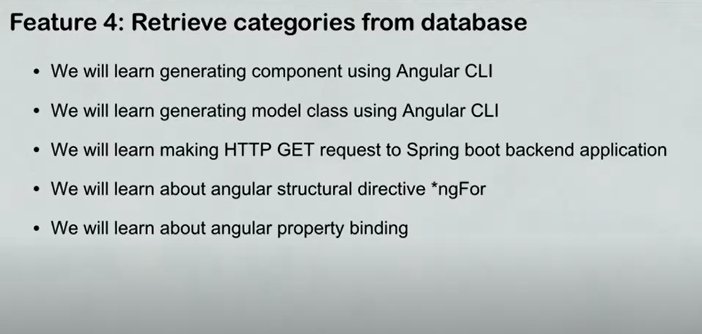 Feature 4: Retrieve categories from database
• We will learn generating component using Angular CLI
• We will learn generating model class using Angular CLI
• We will learn making HTTP GET request to Spring boot backend application
• We will learn about angular structural directive *ngFor
• We will learn about angular property binding